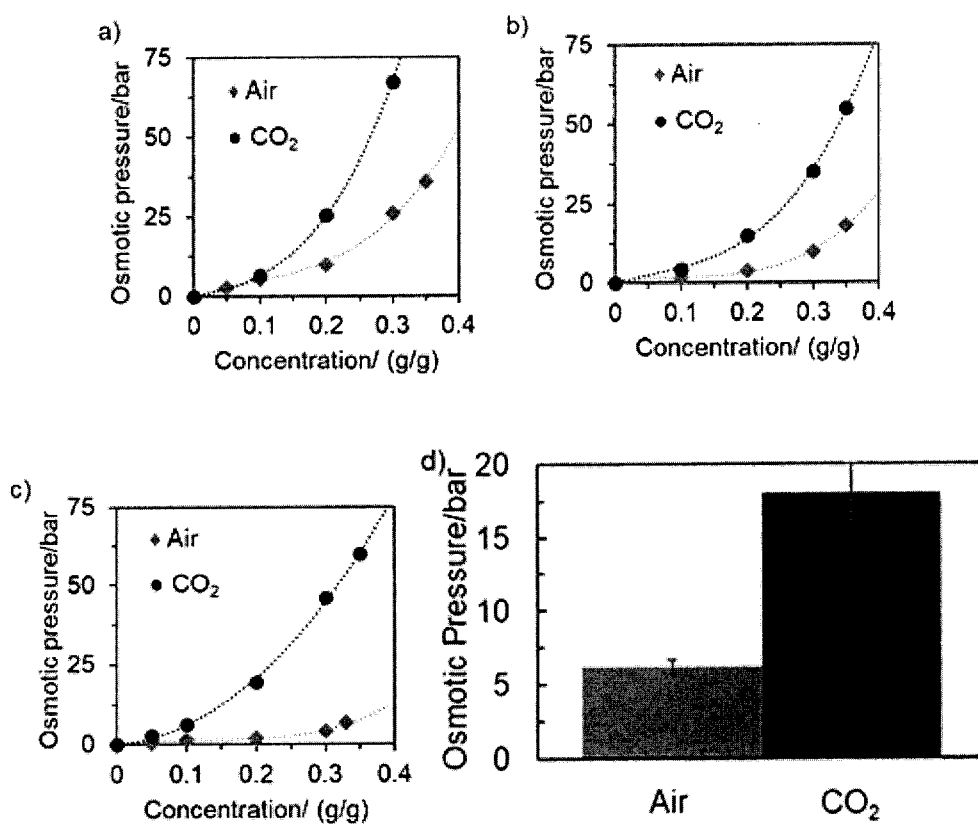 a)
Osmotic pressure/bar
75
50
25
0
Air
CO₂
0 0.1 0.2 0.3 0.4
Concentration/ (g/g)
b)
Osmotic pressure/bar
75
50
25
0
Air
CO₂
0 0.1 0.2 0.3 0.4
Concentration/ (g/g)
c)
Osmotic pressure/bar
75
50
25
0
Air
CO₂
0 0.1 0.2 0.3 0.4
Concentration/ (g/g)
d)
Osmotic Pressure/bar
20
15
10
5
0
Air CO₂